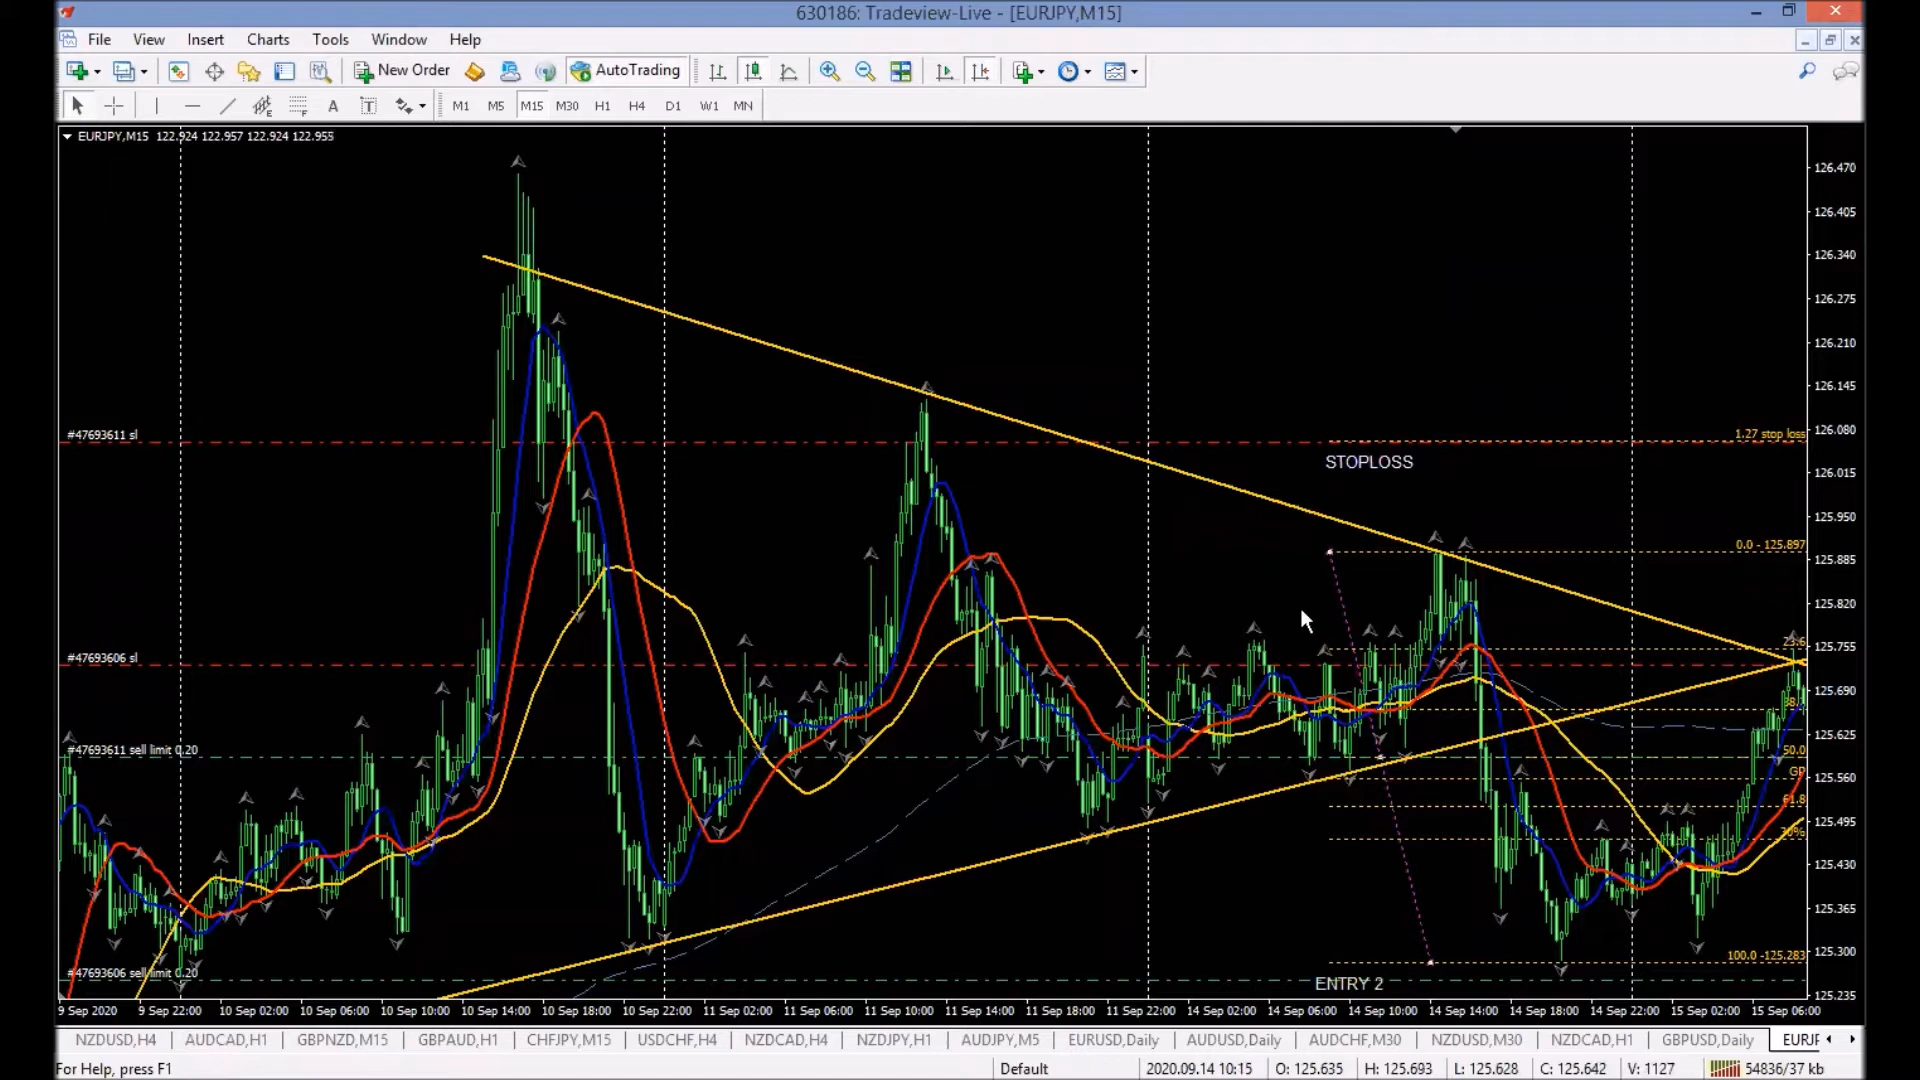 630186: Tradeview-Live - [EURJPY,M15]
File View Insert Charts Tools Window Help
New Order AutoTrading
A T M1 M5 M15 M30 H1 H4 D1 W1 MN
EURJPY,M15 122.924 122.957 122.924 122.955
126.470
126.405
126.340
126.275
126.210
126.145
#47693611 sl
1.27 stop loss
126.080
STOPLOSS
126.015
125.950
0.0 - 125.897
125.885
125.820
23.6
125.755
#47693606 sl
125.690
125.625
#47693611 sell limit 0.20
50.0
GP
125.560
61.8
125.495
30%
125.430
125.365
100.0 -125.283
125.300
#47693606 sell limit 0.20
ENTRY 2
125.235
9 Sep 2020 9 Sep 22:00 10 Sep 02:00 10 Sep 06:00 10 Sep 10:00 10 Sep 14:00 10 Sep 18:00 10 Sep 22:00 11 Sep 02:00 11 Sep 06:00 11 Sep 10:00 11 Sep 14:00 11 Sep 18:00 11 Sep 22:00 14 Sep 02:00 14 Sep 06:00 14 Sep 10:00 14 Sep 14:00 14 Sep 18:00 14 Sep 22:00 15 Sep 02:00 15 Sep 06:00
NZDUSD,H4 AUDCAD,H1 GBPNZD,M15 GBPAUD,H1 CHFJPY,M15 USDCHF,H4 NZDCAD,H4 NZDJPY,H1 AUDJPY,M5 EURUSD,Daily AUDUSD,Daily AUDCHF,M30 NZDUSD,M30 NZDCAD,H1 GBPUSD,Daily EURJP
For Help, press F1 Default 2020.09.14 10:15 O: 125.635 H: 125.693 L: 125.628 C: 125.642 V: 1127 54836/37 kb